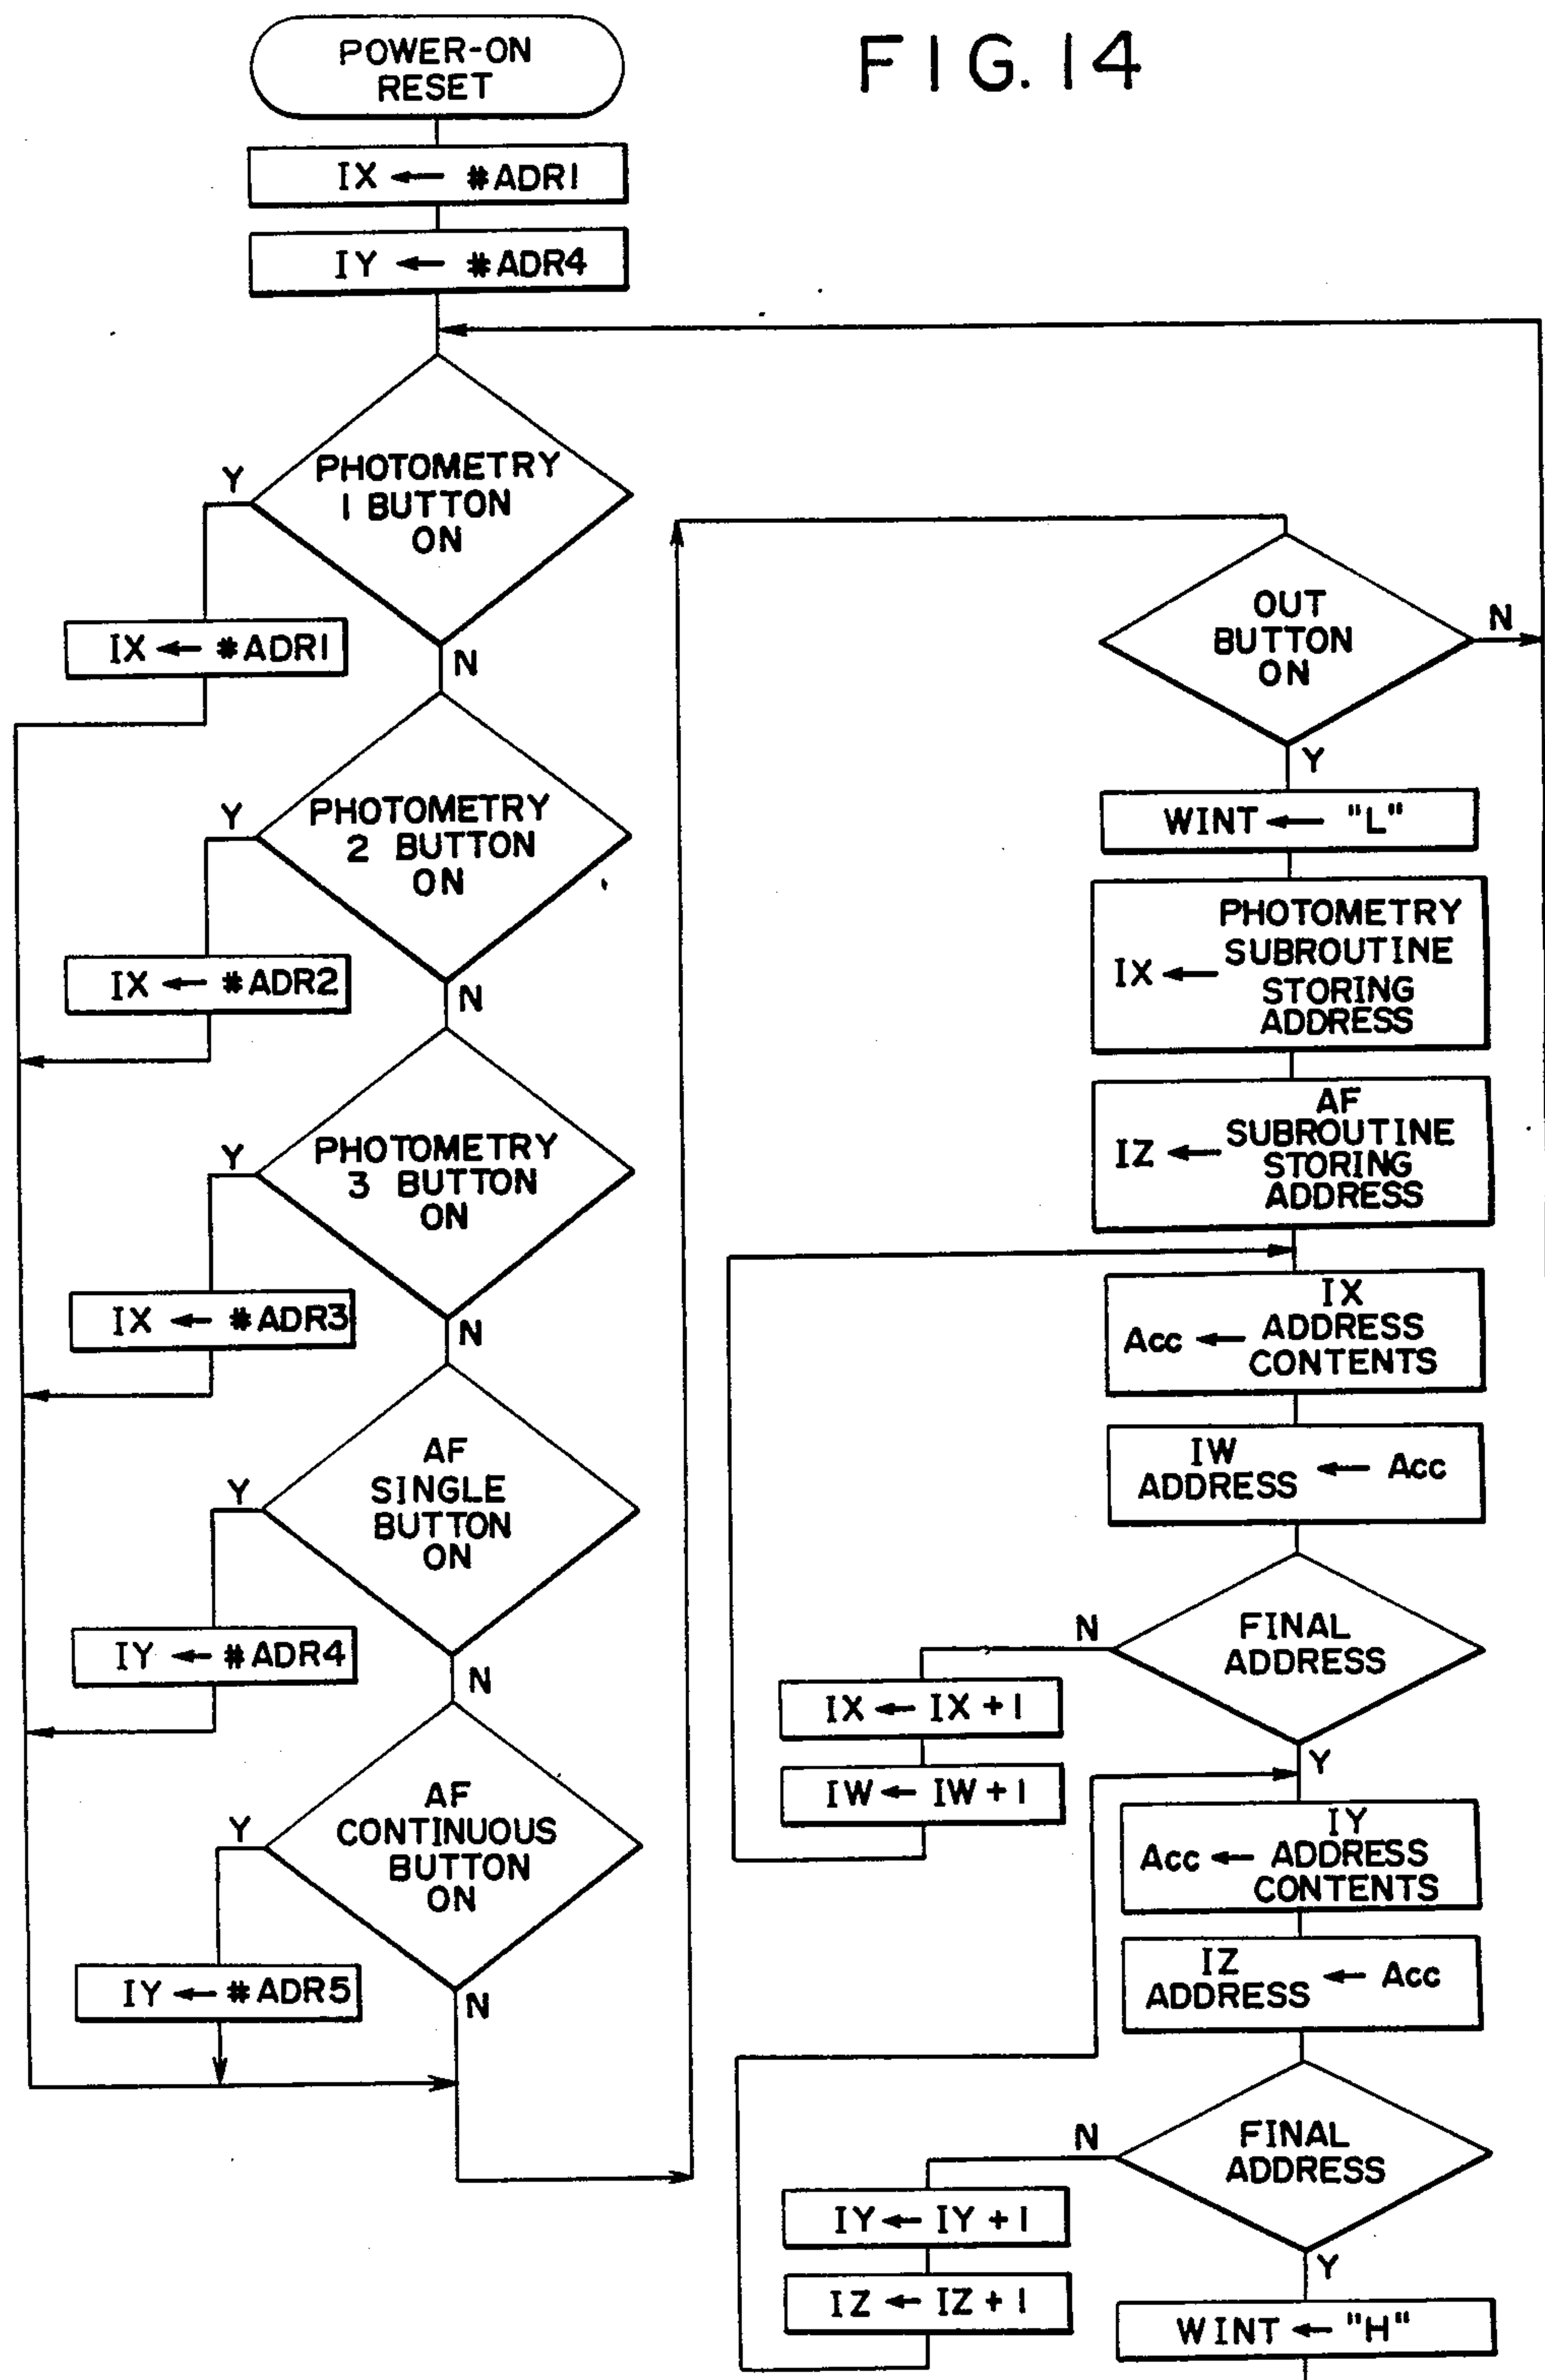 FIG. 14
POWER-ON
RESET
IX ← #ADR1
IY ← #ADR4
PHOTOMETRY
1 BUTTON
ON
Y
N
IX ← #ADR1
PHOTOMETRY
2 BUTTON
ON
Y
N
IX ← #ADR2
PHOTOMETRY
3 BUTTON
ON
Y
N
IX ← #ADR3
AF
SINGLE
BUTTON
ON
Y
N
IY ← #ADR4
AF
CONTINUOUS
BUTTON
ON
Y
N
IY ← #ADR5
OUT
BUTTON
ON
N
Y
WINT ← "L"
PHOTOMETRY
SUBROUTINE
IX ←
STORING
ADDRESS
AF
SUBROUTINE
IZ ←
STORING
ADDRESS
IX
Acc ← ADDRESS
CONTENTS
IW
ADDRESS ← Acc
FINAL
ADDRESS
N
Y
IX ← IX + 1
IW ← IW + 1
IY
Acc ← ADDRESS
CONTENTS
IZ
ADDRESS ← Acc
FINAL
ADDRESS
N
Y
IY ← IY + 1
IZ ← IZ + 1
WINT ← "H"